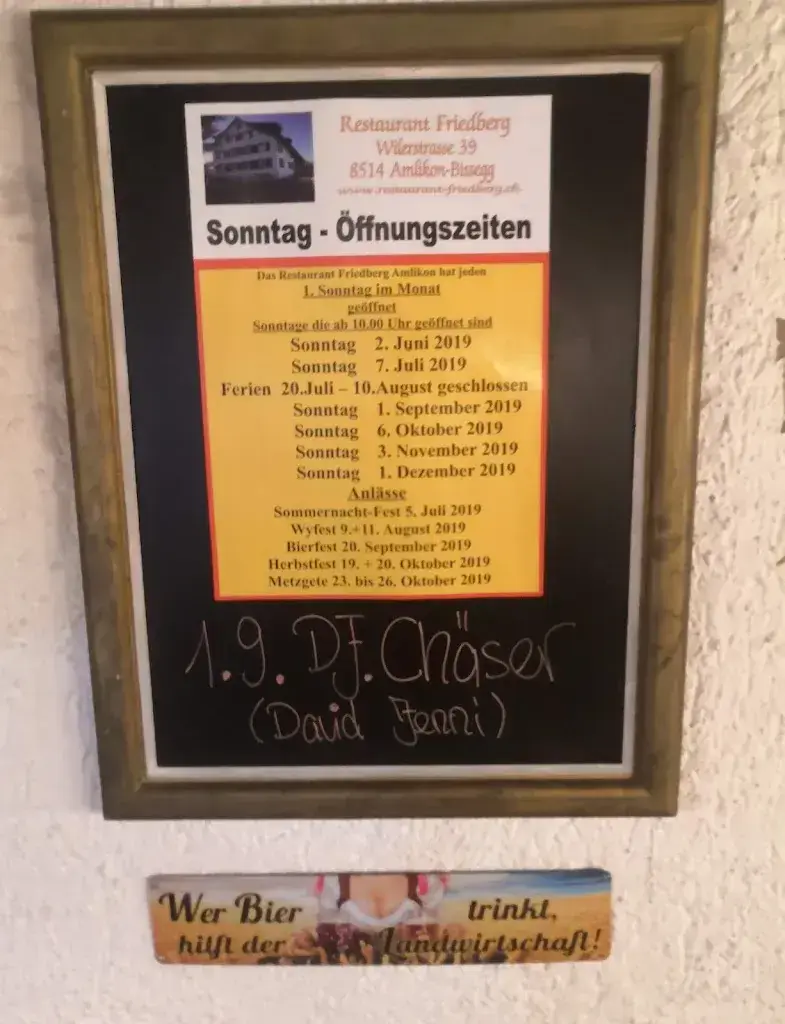 Restaurant Friedberg
Wilerstrasse 39
8514 Amlikon-Bissegg
www.restaurant-friedberg.ch
Sonntag - Öffnungszeiten
Das Restaurant Friedberg Amlikon hat jeden
1. Sonntag im Monat
geöffnet
Sonntage die ab 10.00 Uhr geöffnet sind
Sonntag 2. Juni 2019
Sonntag 7. Juli 2019
Ferien 20.Juli – 10.August geschlossen
Sonntag 1. September 2019
Sonntag 6. Oktober 2019
Sonntag 3. November 2019
Sonntag 1. Dezember 2019
Anlässe
Sommernacht-Fest 5. Juli 2019
Wyfest 9.+11. August 2019
Bierfest 20. September 2019
Herbstfest 19. + 20. Oktober 2019
Metzgete 23. bis 26. Oktober 2019
1.9. DJ. Chäser
(David Jenni)
Wer Bier trinkt,
hilft der Landwirtschaft!